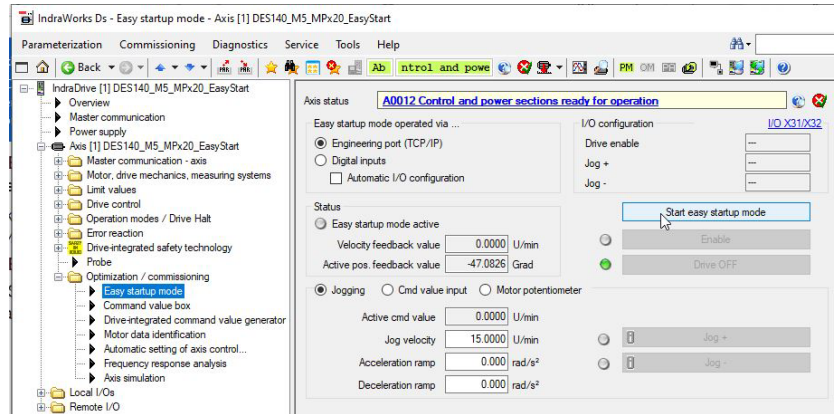 IndraWorks Ds - Easy startup mode - Axis [1] DES140_M5_MPx20_EasyStart
Parameterization Commissioning Diagnostics Service Tools Help
Back Ab ntrol and powe PM OM
IndraDrive [1] DES140_M5_MPx20_EasyStart
Overview
Master communication
Power supply
Axis [1] DES140_M5_MPx20_EasyStart
Master communication - axis
Motor, drive mechanics, measuring systems
Limit values
Drive control
Operation modes / Drive Halt
Error reaction
Drive-integrated safety technology
Probe
Optimization / commissioning
Easy startup mode
Command value box
Drive-integrated command value generator
Motor data identification
Automatic setting of axis control...
Frequency response analysis
Axis simulation
Local I/Os
Remote I/O
Axis status A0012 Control and power sections ready for operation
Easy startup mode operated via ...
Engineering port (TCP/IP)
Digital inputs
Automatic I/O configuration
I/O configuration I/O X31/X32
Drive enable ---
Jog + ---
Jog - ---
Status
Easy startup mode active
Velocity feedback value 0.0000 U/min
Active pos. feedback value -47.0826 Grad
Start easy startup mode
Enable
Drive OFF
Jogging Cmd value input Motor potentiometer
Active cmd value 0.0000 U/min
Jog velocity 15.0000 U/min
Acceleration ramp 0.000 rad/s²
Deceleration ramp 0.000 rad/s²
Jog +
Jog -